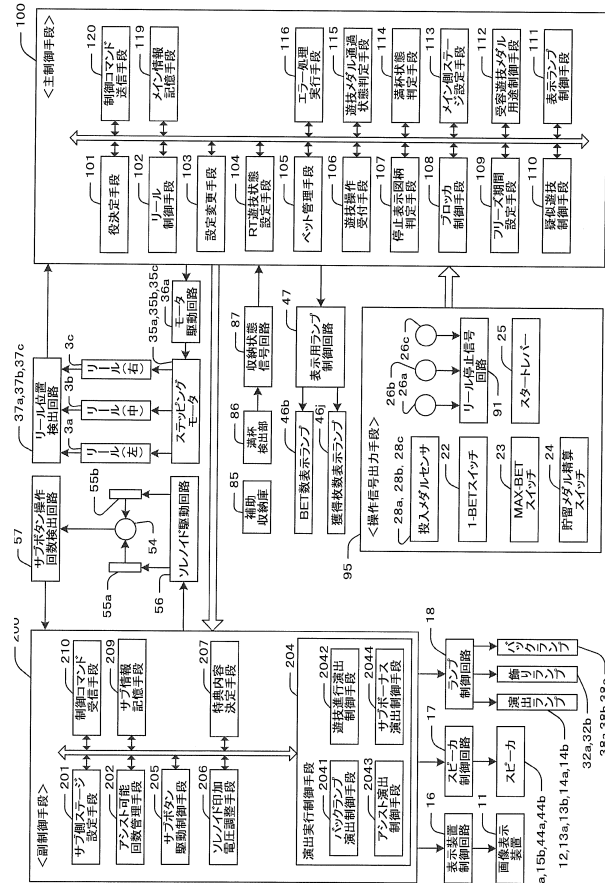 100
<主制御手段>
101
役決定手段
102
リール
制御手段
103
設定変更手段
104
RT遊技状態
設定手段
105
ベット管理手段
106
遊技操作
受付手段
107
停止表示図柄
判定手段
108
ブロッカ
制御手段
109
フリーズ期間
設定手段
110
疑似遊技
制御手段
120
制御コマンド
送信手段
119
メイン情報
記憶手段
116
エラー処理
実行手段
115
遊技メダル通過
状態判定手段
114
満杯状態
判定手段
113
メイン側ステー
ジ設定手段
112
受容遊技メダル
用途制御手段
111
表示ランプ
制御手段
37a, 37b, 37c
リール位置
検出回路
3a
3b
3c
リール(左)
リール(中)
リール(右)
35a,35b,35c
ステッピング
モータ
36a
モータ
駆動回路
85
補助
収納庫
86
満杯検出部
87
収納状態
信号回路
46b
BET数表示ランプ
46j
獲得枚数表示ランプ
47
表示用ランプ
制御回路
95
<操作信号出力手段>
28a, 28b, 28c
投入メダルセンサ
22
1-BETスイッチ
23
MAX-BET
スイッチ
24
貯留メダル精算
スイッチ
26a
26b
26c
リール停止信号
回路
91
25
スタートレバー
57
サブボタン操作
回数検出回路
55a
55b
54
56
ソレノイド駆動回路
200
<副制御手段>
201
サブ側ステージ
設定手段
202
アシスト可能
回数管理手段
205
サブボタン
駆動制御手段
206
ソレノイド印加
電圧調整手段
210
制御コマンド
受信手段
209
サブ情報
記憶手段
207
特典内容
決定手段
204
演出実行制御手段
2041
バックランプ
演出制御手段
2042
遊技進行演出
制御手段
2043
アシスト演出
制御手段
2044
サブボーナス
演出制御手段
16
表示装置
制御回路
11
画像表示
装置
17
スピーカ
制御回路
スピーカ
a, 15b, 44a, 44b
18
ランプ
制御回路
演出ランプ
飾りランプ
バックランプ
12,13a, 13b, 14a, 14b
32a, 32b
38a, 38b, 38c